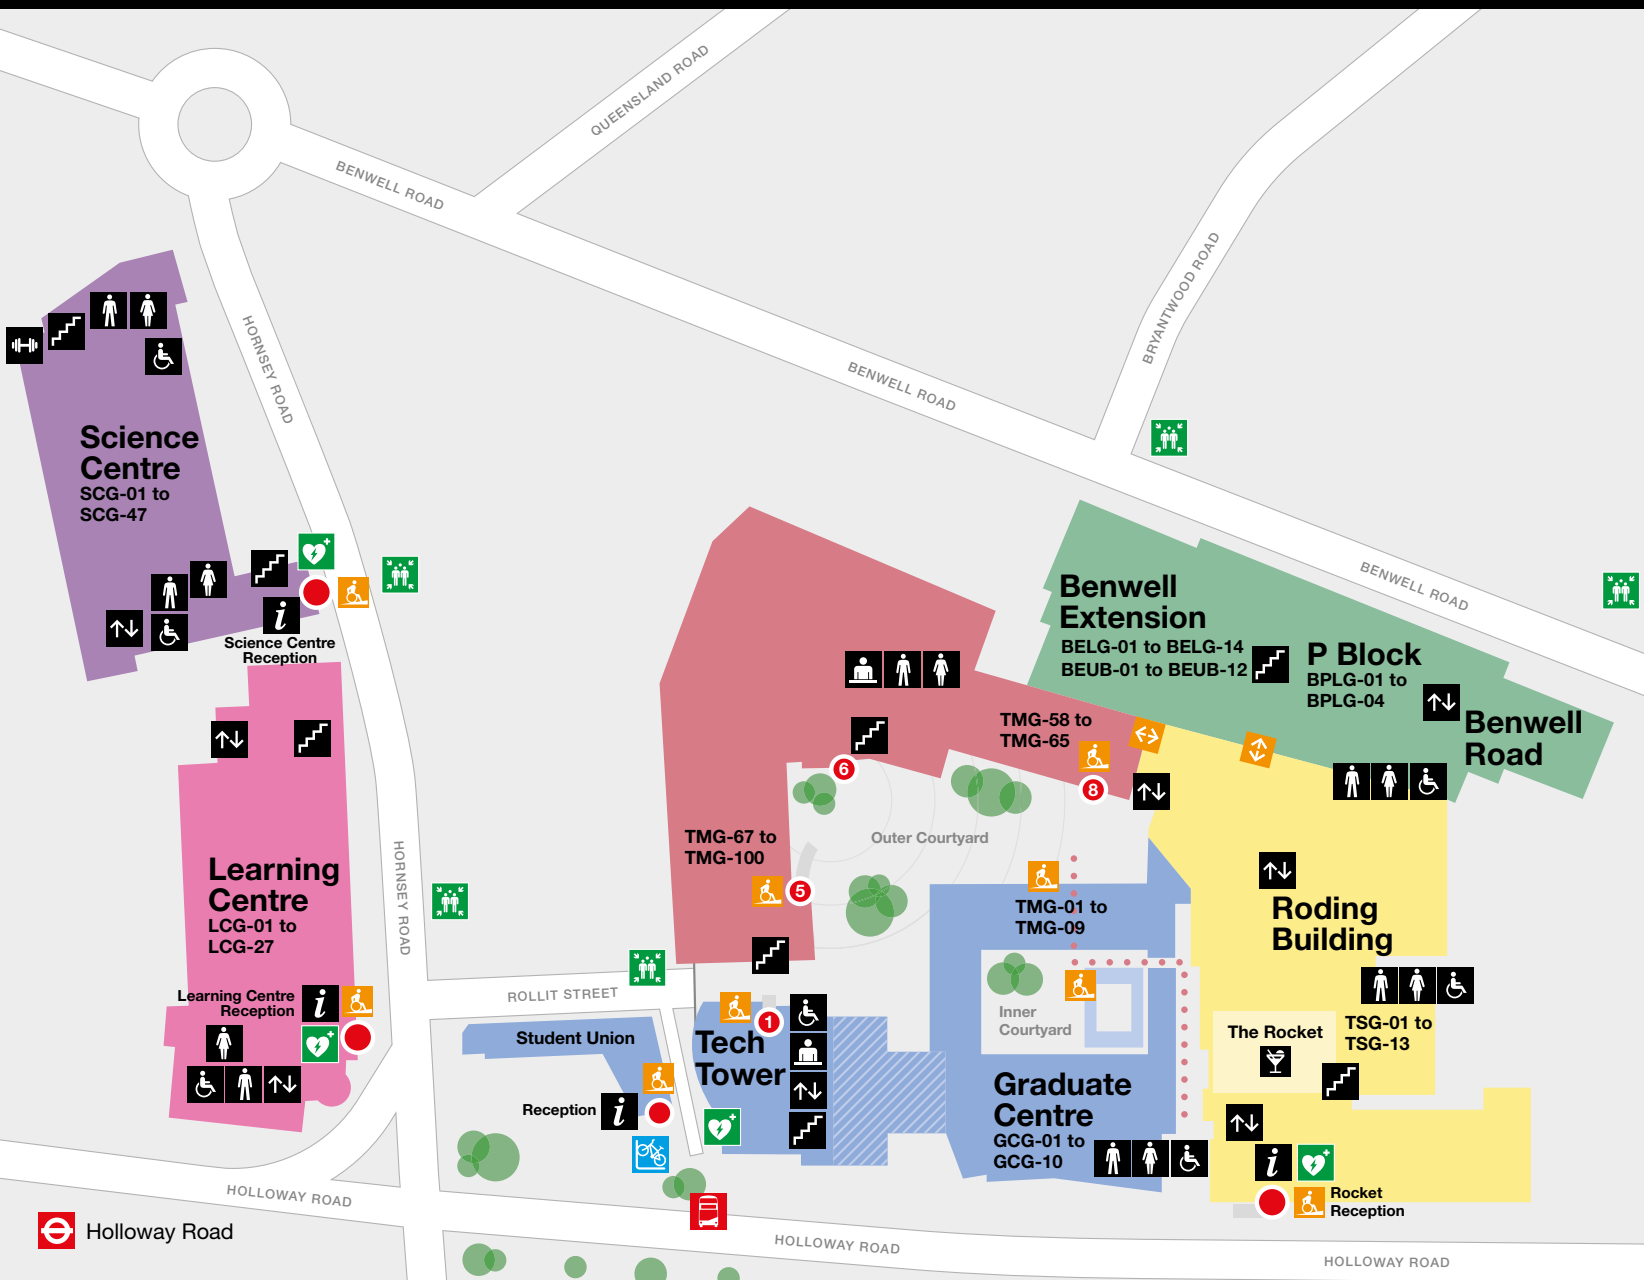 QUEENSLAND ROAD
BENWELL ROAD
BRYANTWOOD ROAD
HORNSEY ROAD
BENWELL ROAD
Science
Centre
SCG-01 to
SCG-47
BENWELL ROAD
Benwell
Extension
BELG-01 to BELG-14
BEUB-01 to BEUB-12
P Block
BPLG-01 to
BPLG-04
Benwell
Road
i
Science Centre
Reception
TMG-58 to
TMG-65
6
8
TMG-67 to
TMG-100
Outer Courtyard
5
HORNSEY ROAD
Learning
Centre
LCG-01 to
LCG-27
TMG-01 to
TMG-09
Roding
Building
Learning Centre
Reception
i
ROLLIT STREET
Student Union
1
Tech
Tower
Inner
Courtyard
The Rocket
TSG-01 to
TSG-13
Reception
i
Graduate
Centre
GCG-01 to
GCG-10
i
Rocket
Reception
HOLLOWAY ROAD
Holloway Road
HOLLOWAY ROAD
HOLLOWAY ROAD